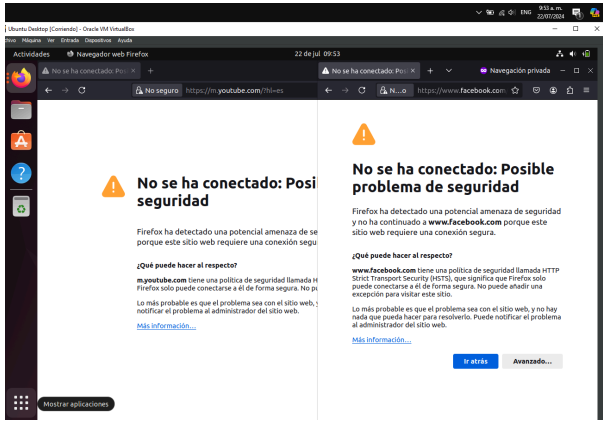 ENG
9:53 a. m.
22/07/2024
Ubuntu Desktop [Corriendo] - Oracle VM VirtualBox
Máquina Ver Entrada Dispositivos Ayuda
Actividades
Navegador web Firefox
22 de jul 09:53
No se ha conectado: Posi
No seguro
https://m.youtube.com/?hl=es
No se ha conectado: Posi
seguridad
Firefox ha detectado una potencial amenaza de se
porque este sitio web requiere una conexión segu
¿Qué puede hacer al respecto?
m.youtube.com tiene una política de seguridad llamada H
Firefox solo puede conectarse a él de forma segura. No pu
Lo más probable es que el problema sea con el sitio web, y
notificar el problema al administrador del sitio web.
Más información...
Mostrar aplicaciones
No se ha conectado: Posi
Navegación privada
N...o
https://www.facebook.com
No se ha conectado: Posible
problema de seguridad
Firefox ha detectado una potencial amenaza de seguridad
y no ha continuado a www.facebook.com porque este
sitio web requiere una conexión segura.
¿Qué puede hacer al respecto?
www.facebook.com tiene una política de seguridad llamada HTTP
Strict Transport Security (HSTS), que significa que Firefox solo
puede conectarse a él de forma segura. No puede añadir una
excepción para visitar este sitio.
Lo más probable es que el problema sea con el sitio web, y no hay
nada que pueda hacer para resolverlo. Puede notificar el problema
al administrador del sitio web.
Más información...
Ir atrás
Avanzado...